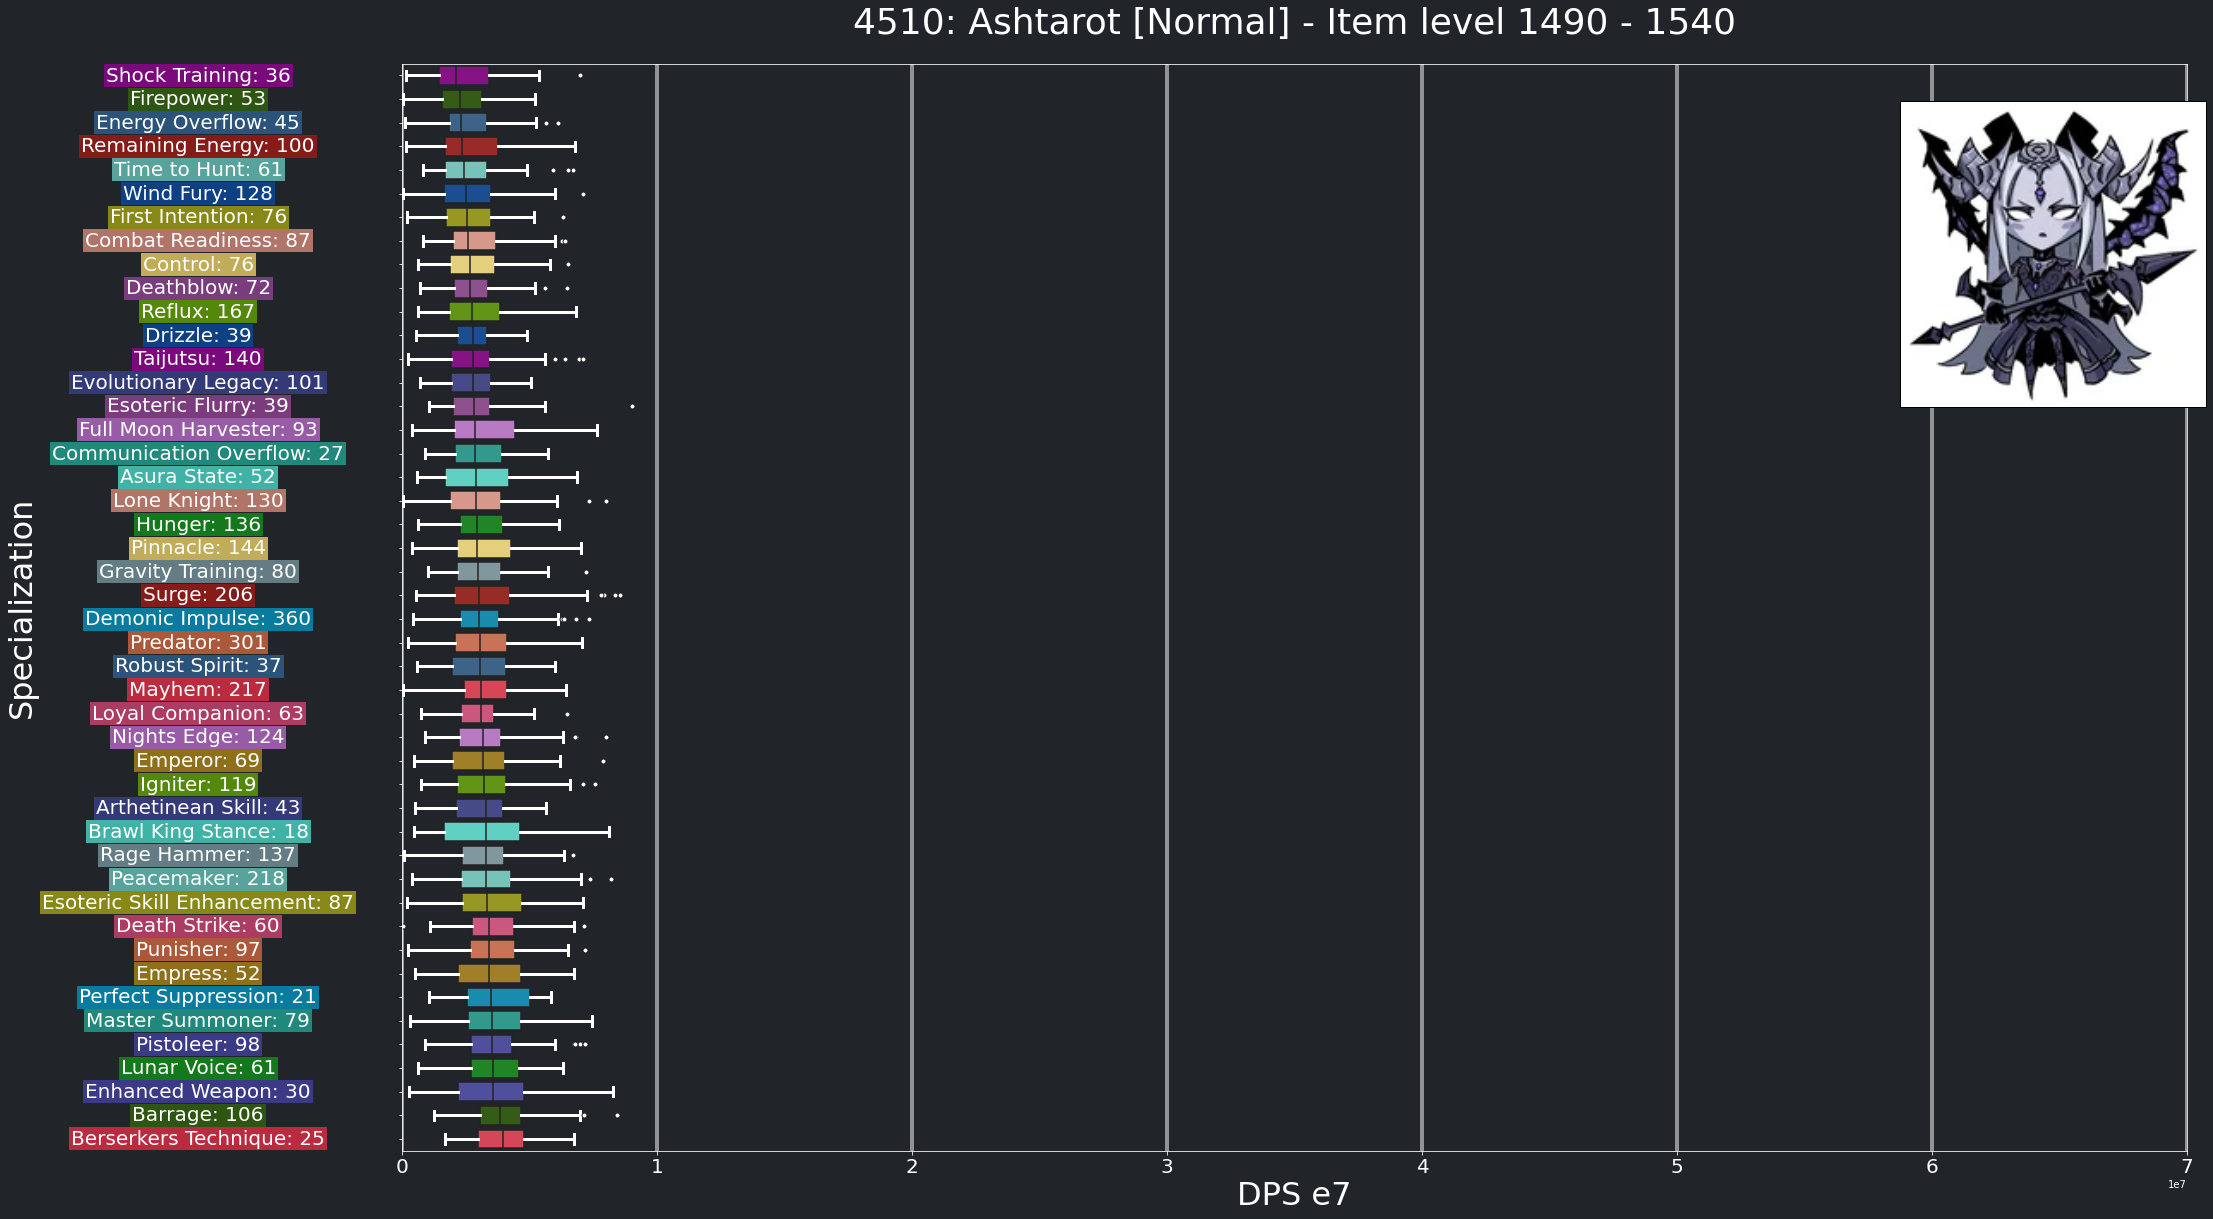 4510: Ashtarot [Normal] - Item level 1490 - 1540
Specialization
Shock Training: 36
Firepower: 53
Energy Overflow: 45
Remaining Energy: 100
Time to Hunt: 61
Wind Fury: 128
First Intention: 76
Combat Readiness: 87
Control: 76
Deathblow: 72
Reflux: 167
Drizzle: 39
Taijutsu: 140
Evolutionary Legacy: 101
Esoteric Flurry: 39
Full Moon Harvester: 93
Communication Overflow: 27
Asura State: 52
Lone Knight: 130
Hunger: 136
Pinnacle: 144
Gravity Training: 80
Surge: 206
Demonic Impulse: 360
Predator: 301
Robust Spirit: 37
Mayhem: 217
Loyal Companion: 63
Nights Edge: 124
Emperor: 69
Igniter: 119
Arthetinean Skill: 43
Brawl King Stance: 18
Rage Hammer: 137
Peacemaker: 218
Esoteric Skill Enhancement: 87
Death Strike: 60
Punisher: 97
Empress: 52
Perfect Suppression: 21
Master Summoner: 79
Pistoleer: 98
Lunar Voice: 61
Enhanced Weapon: 30
Barrage: 106
Berserkers Technique: 25
0 1 2 3 4 5 6 7
1e7
DPS e7